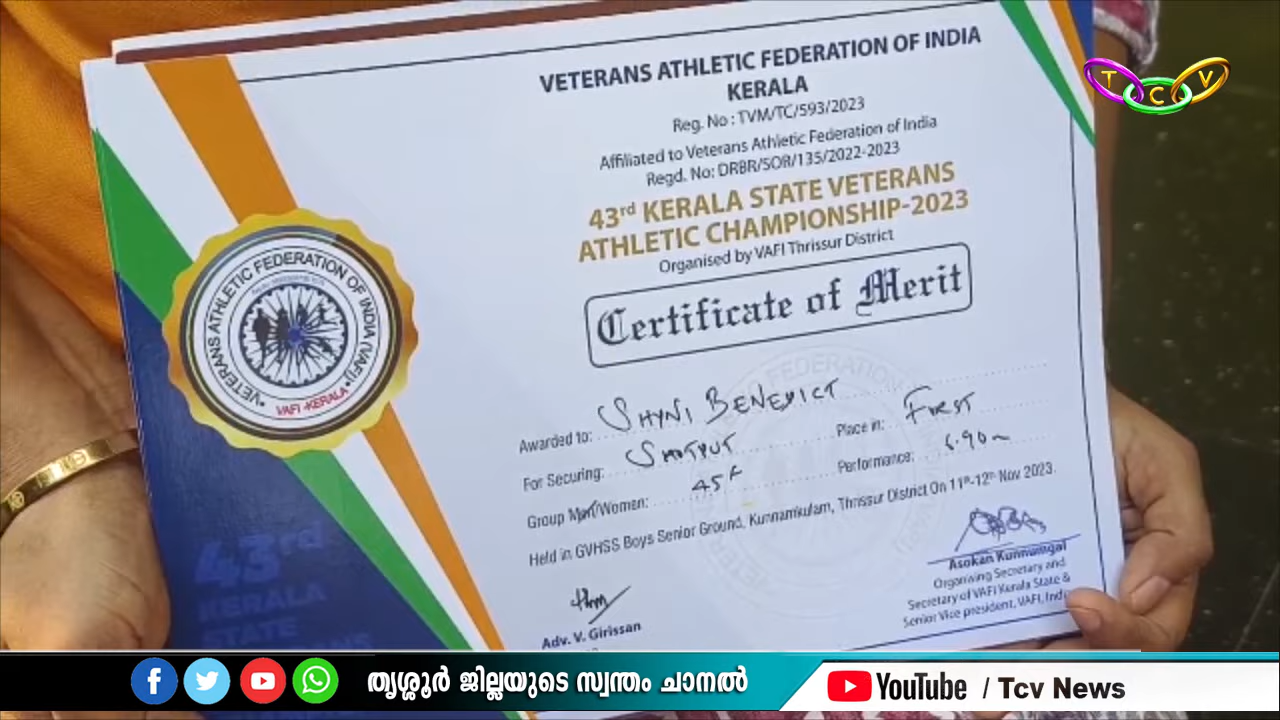 VETERANS ATHLETIC FEDERATION OF INDIA
KERALA
Reg. No : TVM/TC/593/2023
Affiliated to Veterans Athletic Federation of India
Regd. No: DRBR/SOR/135/2022-2023
43rd KERALA STATE VETERANS
ATHLETIC CHAMPIONSHIP-2023
Organised by VAFI Thrissur District
Certificate of Merit
VETERANS ATHLETIC FEDERATION OF INDIA (VAFI)
VAFI -KERALA
Awarded to: SHYNI BENEDICT
For Securing: SHOTPUT Place in: FIRST
Group Men/Women: 45+ Performance: 6.90m
Held in GVHSS Boys Senior Ground, Kunnamkulam, Thrissur District On 11th-12th Nov 2023.
43rd
KERALA
STATE
Adv. V. Girissan
Asokan Kunnumgal
Organising Secretary and
Secretary of VAFI Kerala State &
Senior Vice president, VAFI,
TCV
തൃശ്ശൂർ ജില്ലയുടെ സ്വന്തം ചാനൽ
YouTube / Tcv News